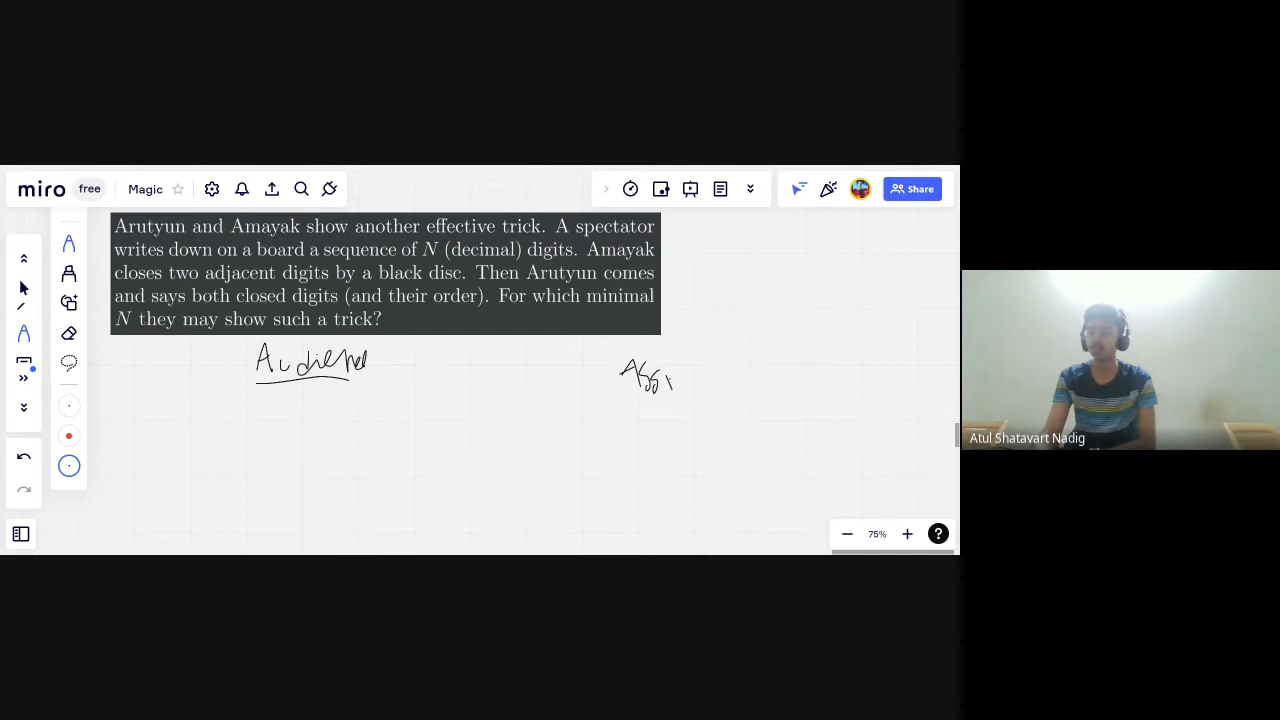 miro free Magic Share
Arutyun and Amayak show another effective trick. A spectator
writes down on a board a sequence of N (decimal) digits. Amayak
closes two adjacent digits by a black disc. Then Arutyun comes
and says both closed digits (and their order). For which minimal
N they may show such a trick?
Atul Shatavart Nadig
75%